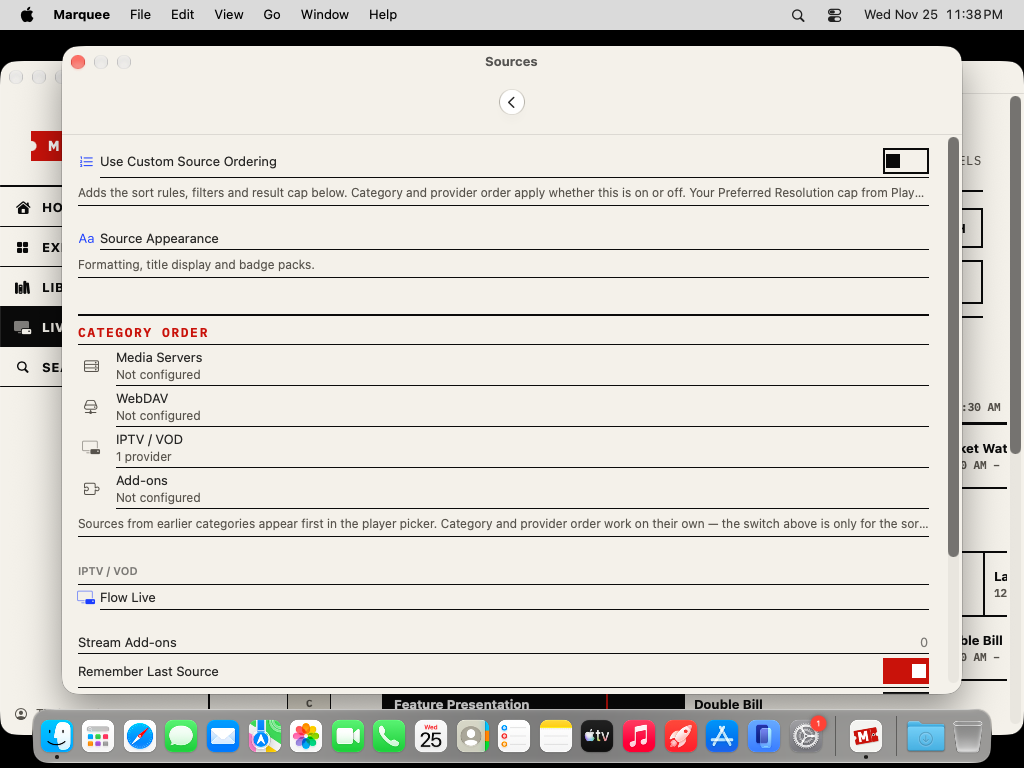 Marquee File Edit View Go Window Help Wed Nov 25 11:38 PM
Sources
M
ELS
Use Custom Source Ordering
Adds the sort rules, filters and result cap below. Category and provider order apply whether this is on or off. Your Preferred Resolution cap from Play…
HO
H
EX
Aa Source Appearance
Formatting, title display and badge packs.
LIB
LIV
CATEGORY ORDER
Media Servers
SEA
Not configured
WebDAV
:30 AM
Not configured
IPTV / VOD
ket Wat
1 provider
0 AM –
Add-ons
Not configured
Sources from earlier categories appear first in the player picker. Category and provider order work on their own — the switch above is only for the sor…
IPTV / VOD
La
Flow Live
12
Stream Add-ons 0
ble Bill
0 AM –
Remember Last Source
C
Feature Presentation
Double Bill
Wed
25
1
tv
M